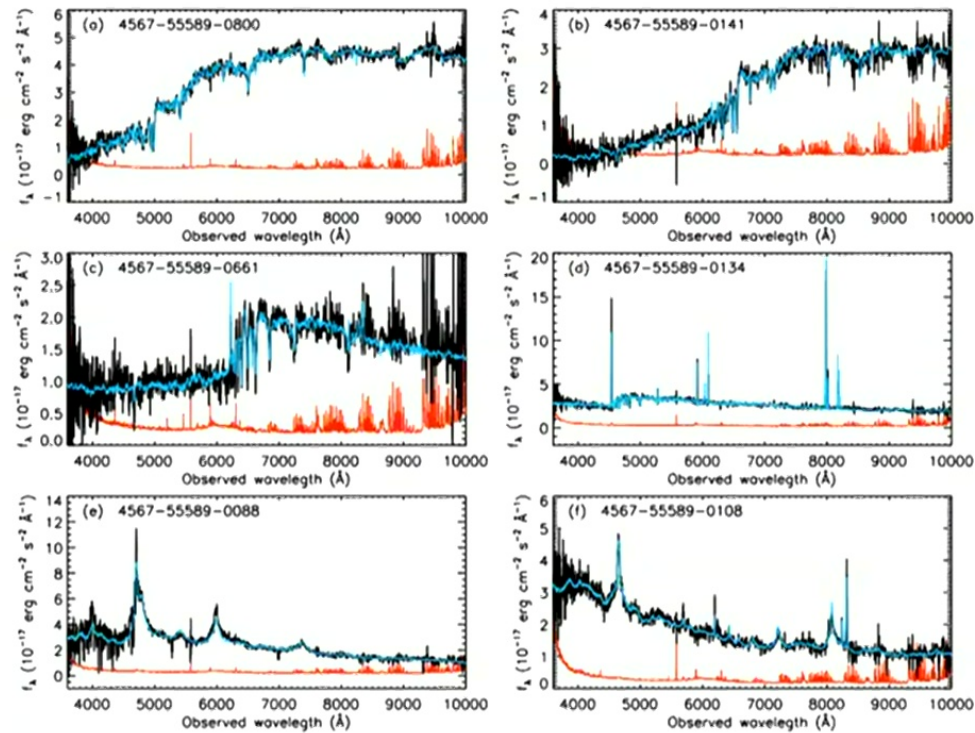 (a) 4567-55589-0800
6
5
4
3
2
1
0
-1
fλ (10⁻¹⁷ erg cm⁻² s⁻² Å⁻¹)
4000 5000 6000 7000 8000 9000 10000
Observed wavelegth (Å)
(b) 4567-55589-0141
4
3
2
1
0
-1
fλ (10⁻¹⁷ erg cm⁻² s⁻² Å⁻¹)
4000 5000 6000 7000 8000 9000 10000
Observed wavelegth (Å)
(c) 4567-55589-0661
3.0
2.5
2.0
1.5
1.0
0.5
0.0
fλ (10⁻¹⁷ erg cm⁻² s⁻² Å⁻¹)
4000 5000 6000 7000 8000 9000 10000
Observed wavelegth (Å)
(d) 4567-55589-0134
20
15
10
5
0
fλ (10⁻¹⁷ erg cm⁻² s⁻² Å⁻¹)
4000 5000 6000 7000 8000 9000 10000
Observed wavelegth (Å)
(e) 4567-55589-0088
14
12
10
8
6
4
2
0
fλ (10⁻¹⁷ erg cm⁻² s⁻² Å⁻¹)
4000 5000 6000 7000 8000 9000 10000
Observed wavelegth (Å)
(f) 4567-55589-0108
6
5
4
3
2
1
0
fλ (10⁻¹⁷ erg cm⁻² s⁻² Å⁻¹)
4000 5000 6000 7000 8000 9000 10000
Observed wavelegth (Å)